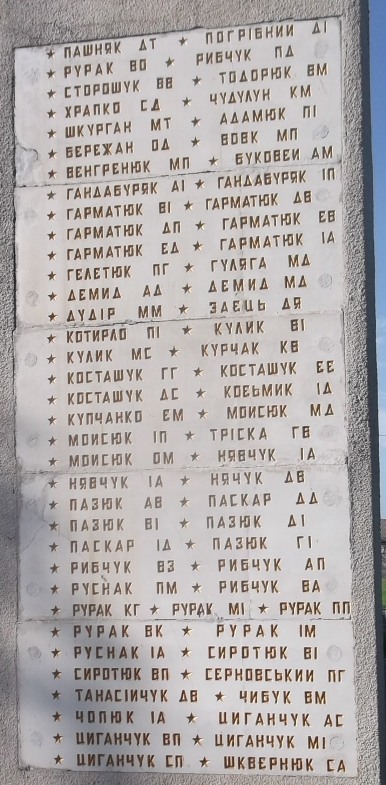 ★ ПАШНЯК ДТ ★ ПОГРІБНИЙ ДІ
★ РУРАК ВО ★ РИБЧУК ПД
★ СТОРОЩУК ВВ ★ ТОДОРЮК ВМ
★ ХРАПКО СД ★ ЧУДУЛУН КМ
★ ШКУРГАН МТ ★ АДАМЮК ПІ
★ БЕРЕЖАН ОД ★ ВОВК МП
★ ВЕНГРЕНЮК МП ★ БУКОВЕЙ АМ
★ ГАНДАБУРЯК АІ ★ ГАНДАБУРЯК ІП
★ ГАРМАТЮК ВІ ★ ГАРМАТЮК ДВ
★ ГАРМАТЮК ДП ★ ГАРМАТЮК ЕВ
★ ГАРМАТЮК ЕД ★ ГАРМАТЮК ІА
★ ГЕЛЕТЮК ПГ ★ ГУЛЯГА МД
★ ДЕМИД АД ★ ДЕМИД МД
★ ДУДІР ММ ★ ЗАЕЦЬ ДЯ
★ КОТИРЛО ПІ ★ КУЛИК ВІ
★ КУЛИК МС ★ КУРЧАК КВ
★ КОСТАЩУК ГГ ★ КОСТАЩУК ЕЕ
★ КОСТАЩУК ДС ★ КОВЬМИК ІД
★ КУПЧАНКО ЕМ ★ МОИСЮК МД
★ МОИСЮК ІП ★ ТРІСКА ГВ
★ МОИСЮК ОМ ★ НЯВЧУК ІА
★ НЯВЧУК ІА ★ НЯЧУК ДВ
★ ПАЗЮК АВ ★ ПАСКАР ДД
★ ПАЗЮК ВІ ★ ПАЗЮК ДІ
★ ПАСКАР ІД ★ ПАЗЮК ГІ
★ РИБЧУК ВЗ ★ РИБЧУК АП
★ РУСНАК ПМ ★ РИБЧУК ВА
★ РУРАК КГ ★ РУРАК МІ ★ РУРАК ПП
★ РУРАК ВК ★ РУРАК ІМ
★ РУСНАК ІА ★ СИРОТЮК ВІ
★ СИРОТЮК ВП ★ СЕРНОВСЬКИЙ ПГ
★ ТАНАСІЙЧУК ДВ ★ ЧИБУК ВМ
★ ЧОПЮК ІА ★ ЦИГАНЧУК АС
★ ЦИГАНЧУК ВП ★ ЦИГАНЧУК МІ
★ ЦИГАНЧУК СП ★ ШКВЕРНЮК СА